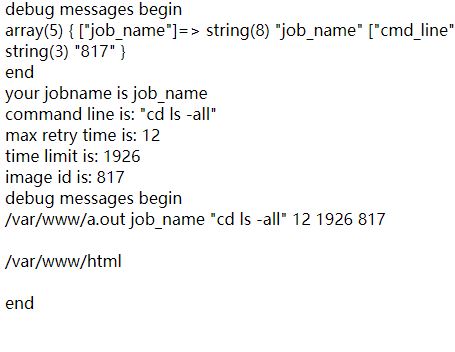 debug messages begin
array(5) { ["job_name"]=> string(8) "job_name" ["cmd_line"
string(3) "817" }
end
your jobname is job_name
command line is: "cd ls -all"
max retry time is: 12
time limit is: 1926
image id is: 817
debug messages begin
/var/www/a.out job_name "cd ls -all" 12 1926 817
/var/www/html
end